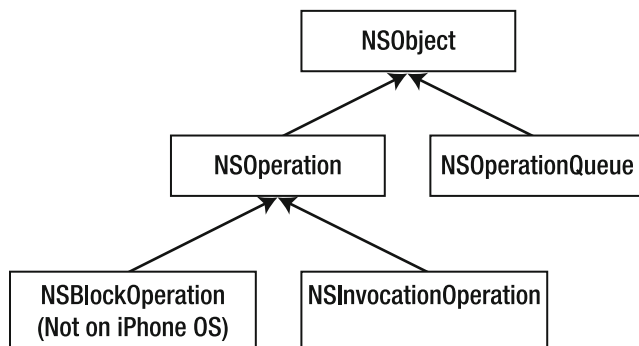 NSObject
NSOperation
NSOperationQueue
NSBlockOperation
(Not on iPhone OS)
NSInvocationOperation